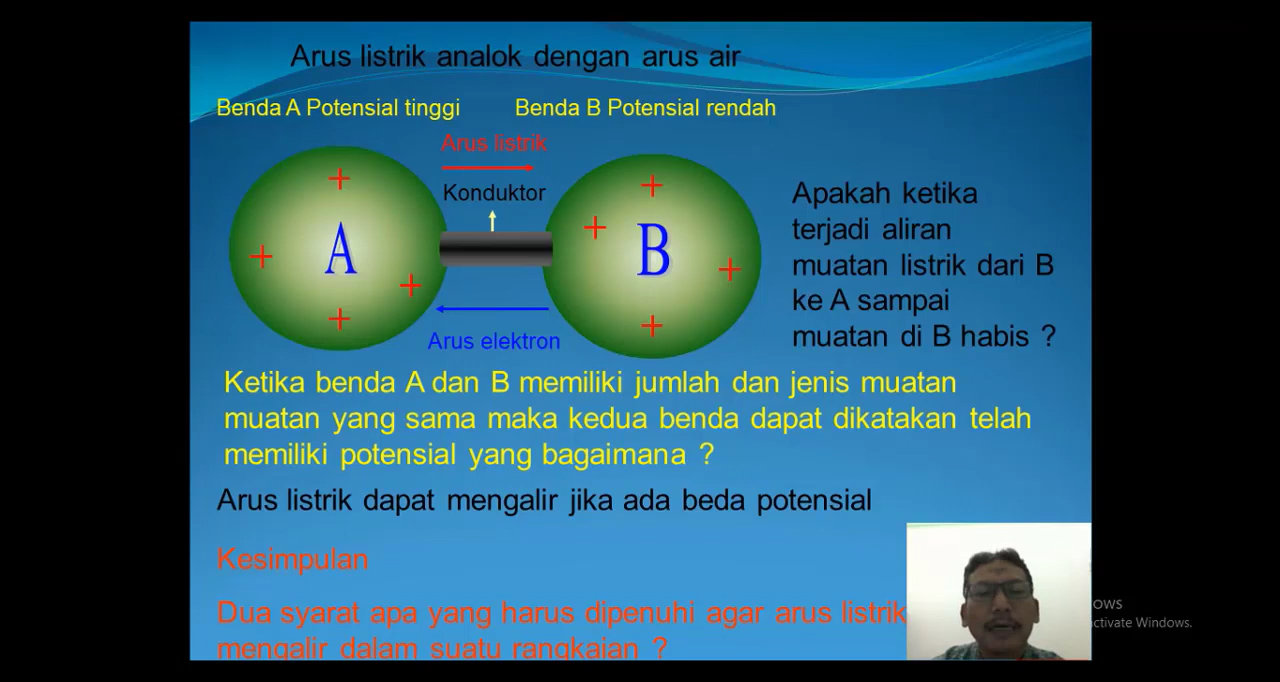 Arus listrik analok dengan arus air
Benda A Potensial tinggi
Benda B Potensial rendah
Arus listrik
Konduktor
A
B
Arus elektron
Apakah ketika
terjadi aliran
muatan listrik dari B
ke A sampai
muatan di B habis ?
Ketika benda A dan B memiliki jumlah dan jenis muatan
muatan yang sama maka kedua benda dapat dikatakan telah
memiliki potensial yang bagaimana ?
Arus listrik dapat mengalir jika ada beda potensial
Kesimpulan
Dua syarat apa yang harus dipenuhi agar arus listrik
mengalir dalam suatu rangkaian ?
ctivate Windows.